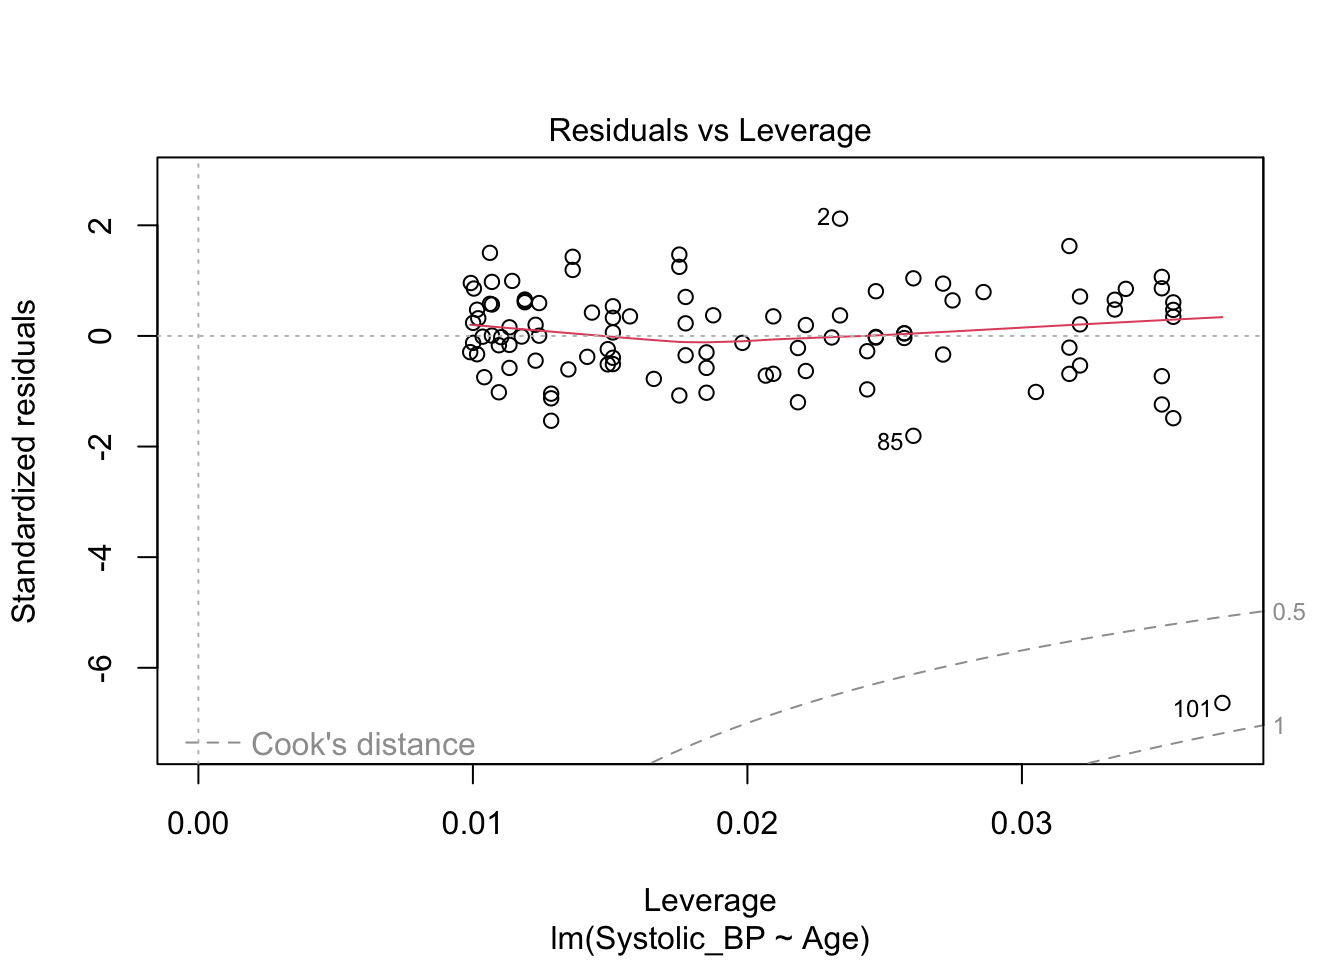 Residuals vs Leverage
Standardized residuals
2
0
-2
-4
-6
2
85
101
0.5
1
Cook's distance
0.00
0.01
0.02
0.03
Leverage
lm(Systolic_BP ~ Age)